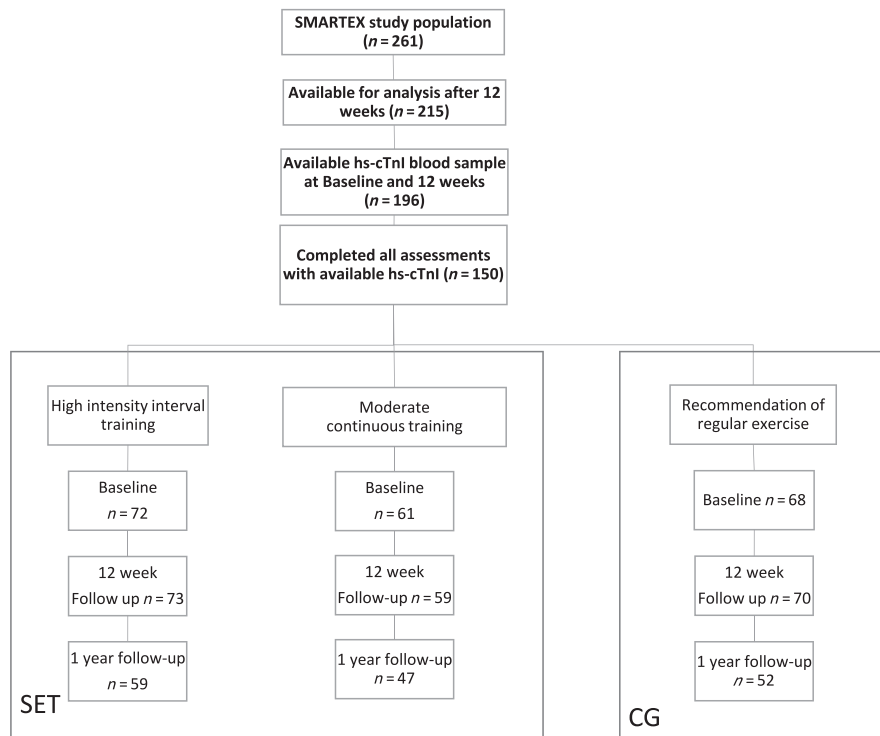 SMARTEX study population
(n = 261)
Available for analysis after 12
weeks (n = 215)
Available hs-cTnI blood sample
at Baseline and 12 weeks
(n = 196)
Completed all assessments
with available hs-cTnI (n = 150)
High intensity interval
training
Baseline
n = 72
12 week
Follow up n = 73
1 year follow-up
n = 59
Moderate
continuous training
Baseline
n = 61
12 week
Follow-up n = 59
1 year follow-up
n = 47
SET
Recommendation of
regular exercise
Baseline n = 68
12 week
Follow up n = 70
1 year follow-up
n = 52
CG